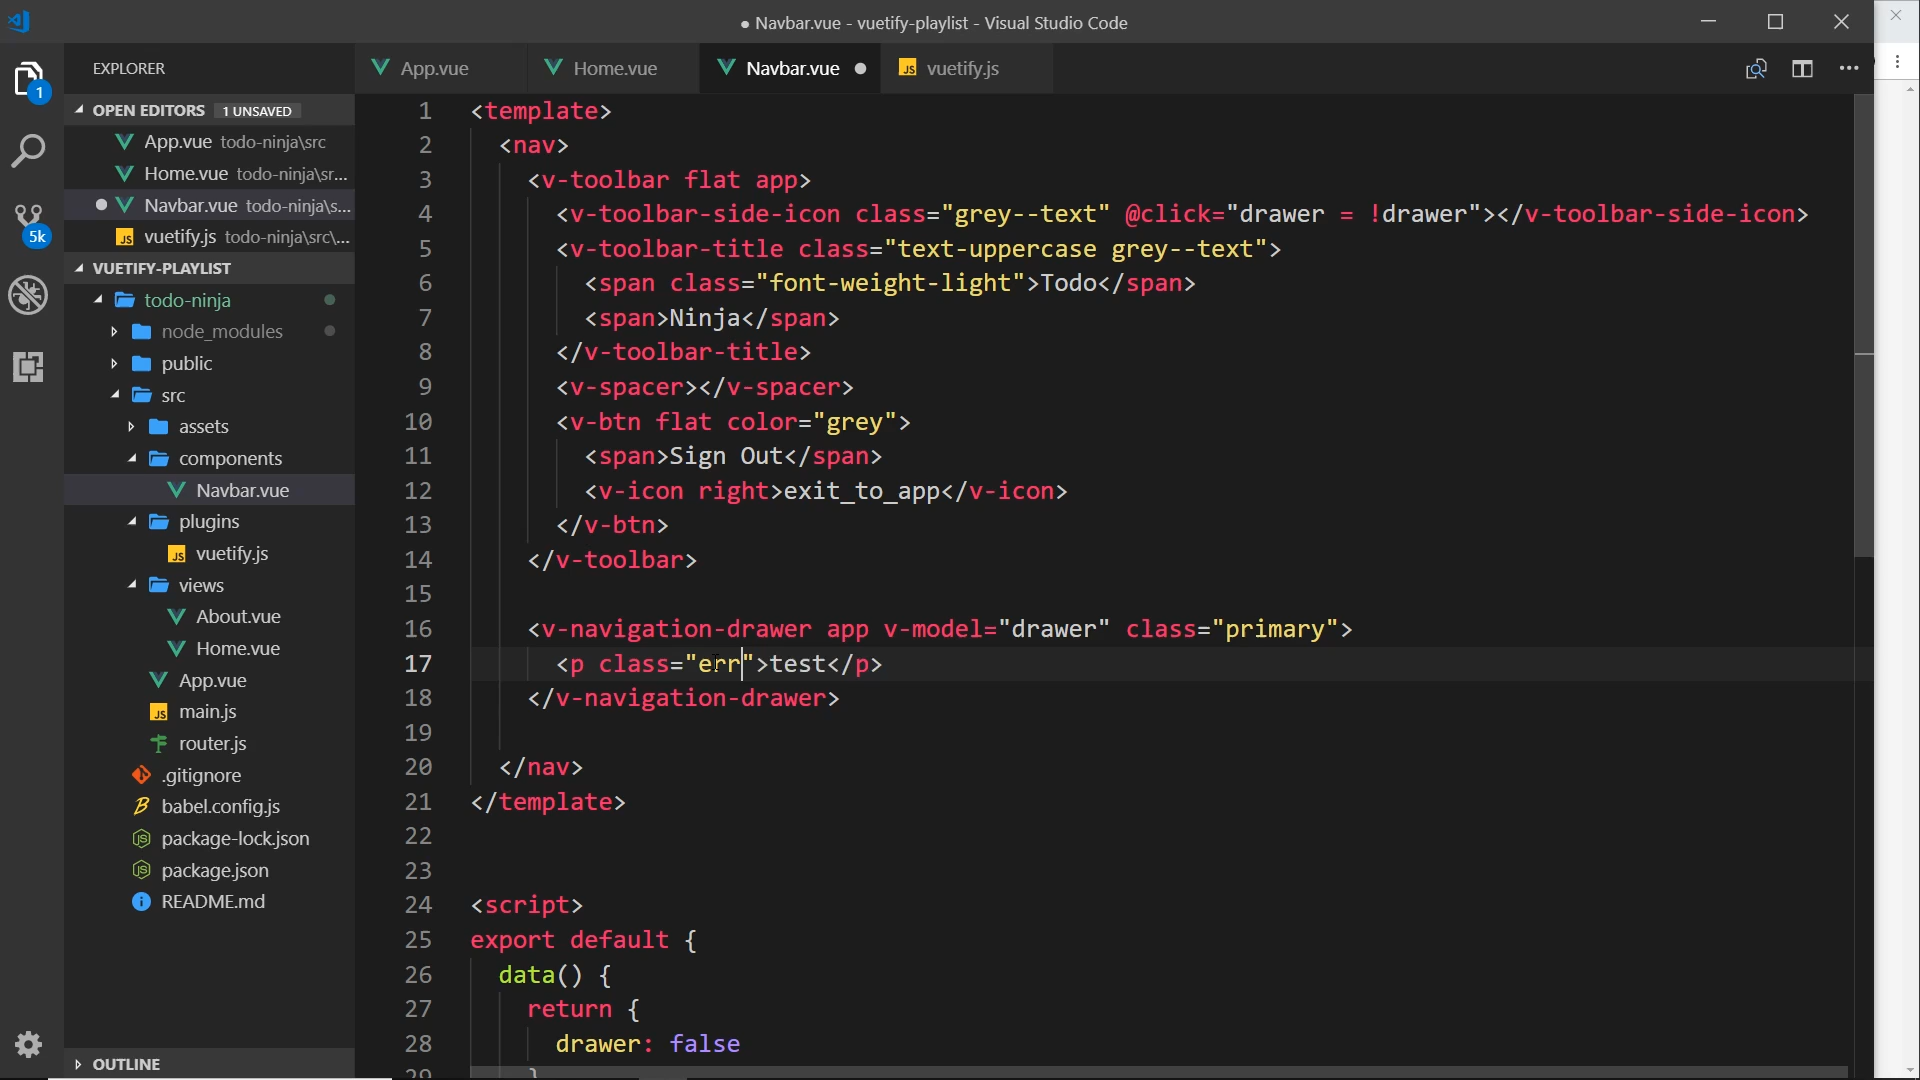 ● Navbar.vue - vuetify-playlist - Visual Studio Code
EXPLORER
App.vue
Home.vue
Navbar.vue
JS vuetify.js
1
OPEN EDITORS 1 UNSAVED
App.vue todo-ninja\src
Home.vue todo-ninja\sr...
Navbar.vue todo-ninja\s...
JS vuetify.js todo-ninja\src\...
5k
VUETIFY-PLAYLIST
todo-ninja
node_modules
public
src
assets
components
Navbar.vue
plugins
JS vuetify.js
views
About.vue
Home.vue
App.vue
JS main.js
router.js
.gitignore
babel.config.js
package-lock.json
package.json
README.md
OUTLINE
1 <template>
2 <nav>
3 <v-toolbar flat app>
4 <v-toolbar-side-icon class="grey--text" @click="drawer = !drawer"></v-toolbar-side-icon>
5 <v-toolbar-title class="text-uppercase grey--text">
6 <span class="font-weight-light">Todo</span>
7 <span>Ninja</span>
8 </v-toolbar-title>
9 <v-spacer></v-spacer>
10 <v-btn flat color="grey">
11 <span>Sign Out</span>
12 <v-icon right>exit_to_app</v-icon>
13 </v-btn>
14 </v-toolbar>
15
16 <v-navigation-drawer app v-model="drawer" class="primary">
17 <p class="err">test</p>
18 </v-navigation-drawer>
19
20 </nav>
21 </template>
22
23
24 <script>
25 export default {
26 data() {
27 return {
28 drawer: false
29 }